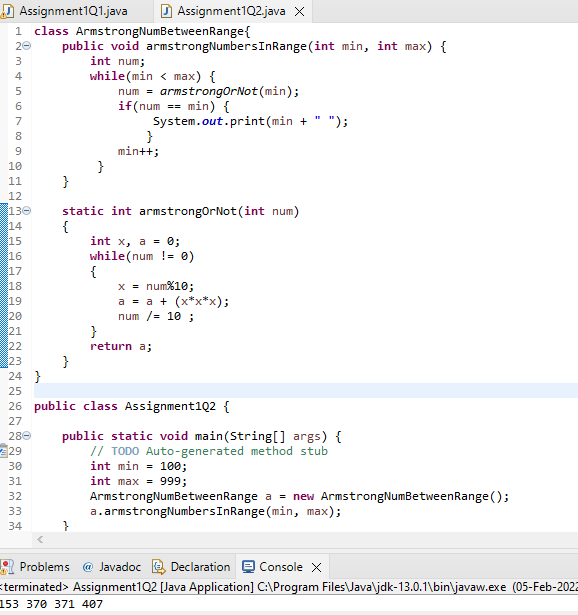 Assignment1Q1.java Assignment1Q2.java
1 class ArmstrongNumBetweenRange{
2 public void armstrongNumbersInRange(int min, int max) {
3 int num;
4 while(min < max) {
5 num = armstrongOrNot(min);
6 if(num == min) {
7 System.out.print(min + " ");
8 }
9 min++;
10 }
11 }
12
13 static int armstrongOrNot(int num)
14 {
15 int x, a = 0;
16 while(num != 0)
17 {
18 x = num%10;
19 a = a + (x*x*x);
20 num /= 10 ;
21 }
22 return a;
23 }
24 }
25
26 public class Assignment1Q2 {
27
28 public static void main(String[] args) {
29 // TODO Auto-generated method stub
30 int min = 100;
31 int max = 999;
32 ArmstrongNumBetweenRange a = new ArmstrongNumBetweenRange();
33 a.armstrongNumbersInRange(min, max);
34 }
Problems @ Javadoc Declaration Console
<terminated> Assignment1Q2 [Java Application] C:\Program Files\Java\jdk-13.0.1\bin\javaw.exe (05-Feb-2022
153 370 371 407